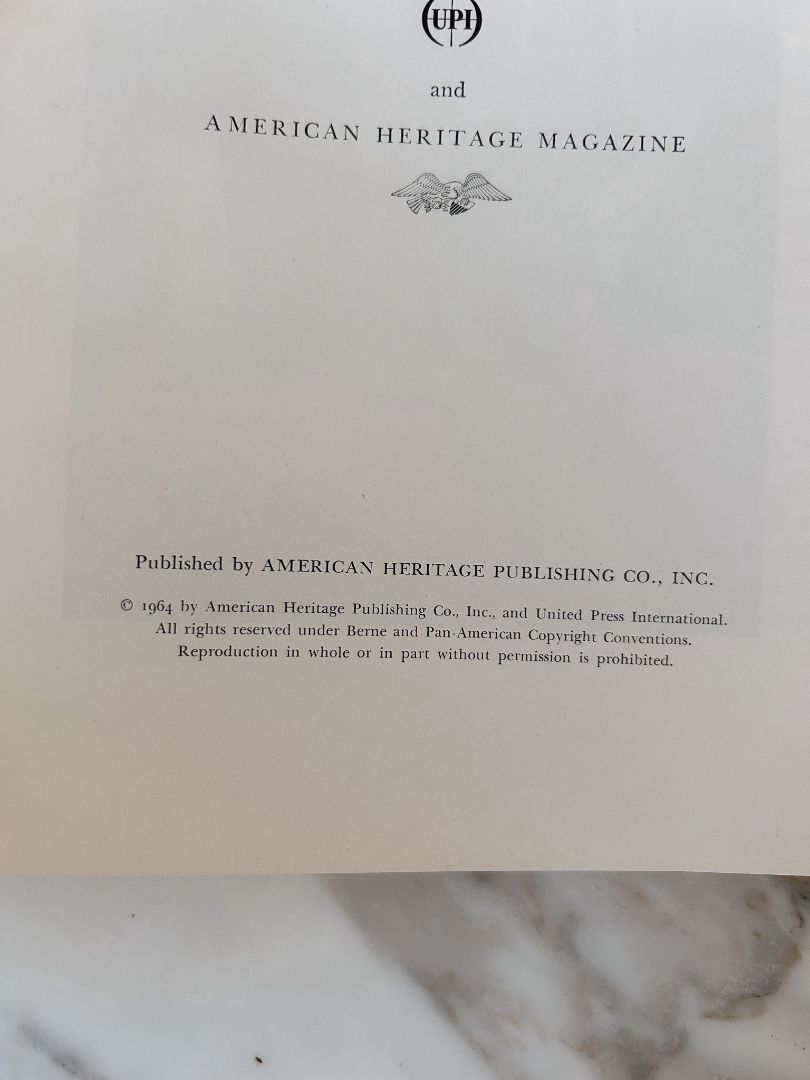 UPI
and
AMERICAN HERITAGE MAGAZINE
Published by AMERICAN HERITAGE PUBLISHING CO., INC.
© 1964 by American Heritage Publishing Co., Inc., and United Press International.
All rights reserved under Berne and Pan-American Copyright Conventions.
Reproduction in whole or in part without permission is prohibited.